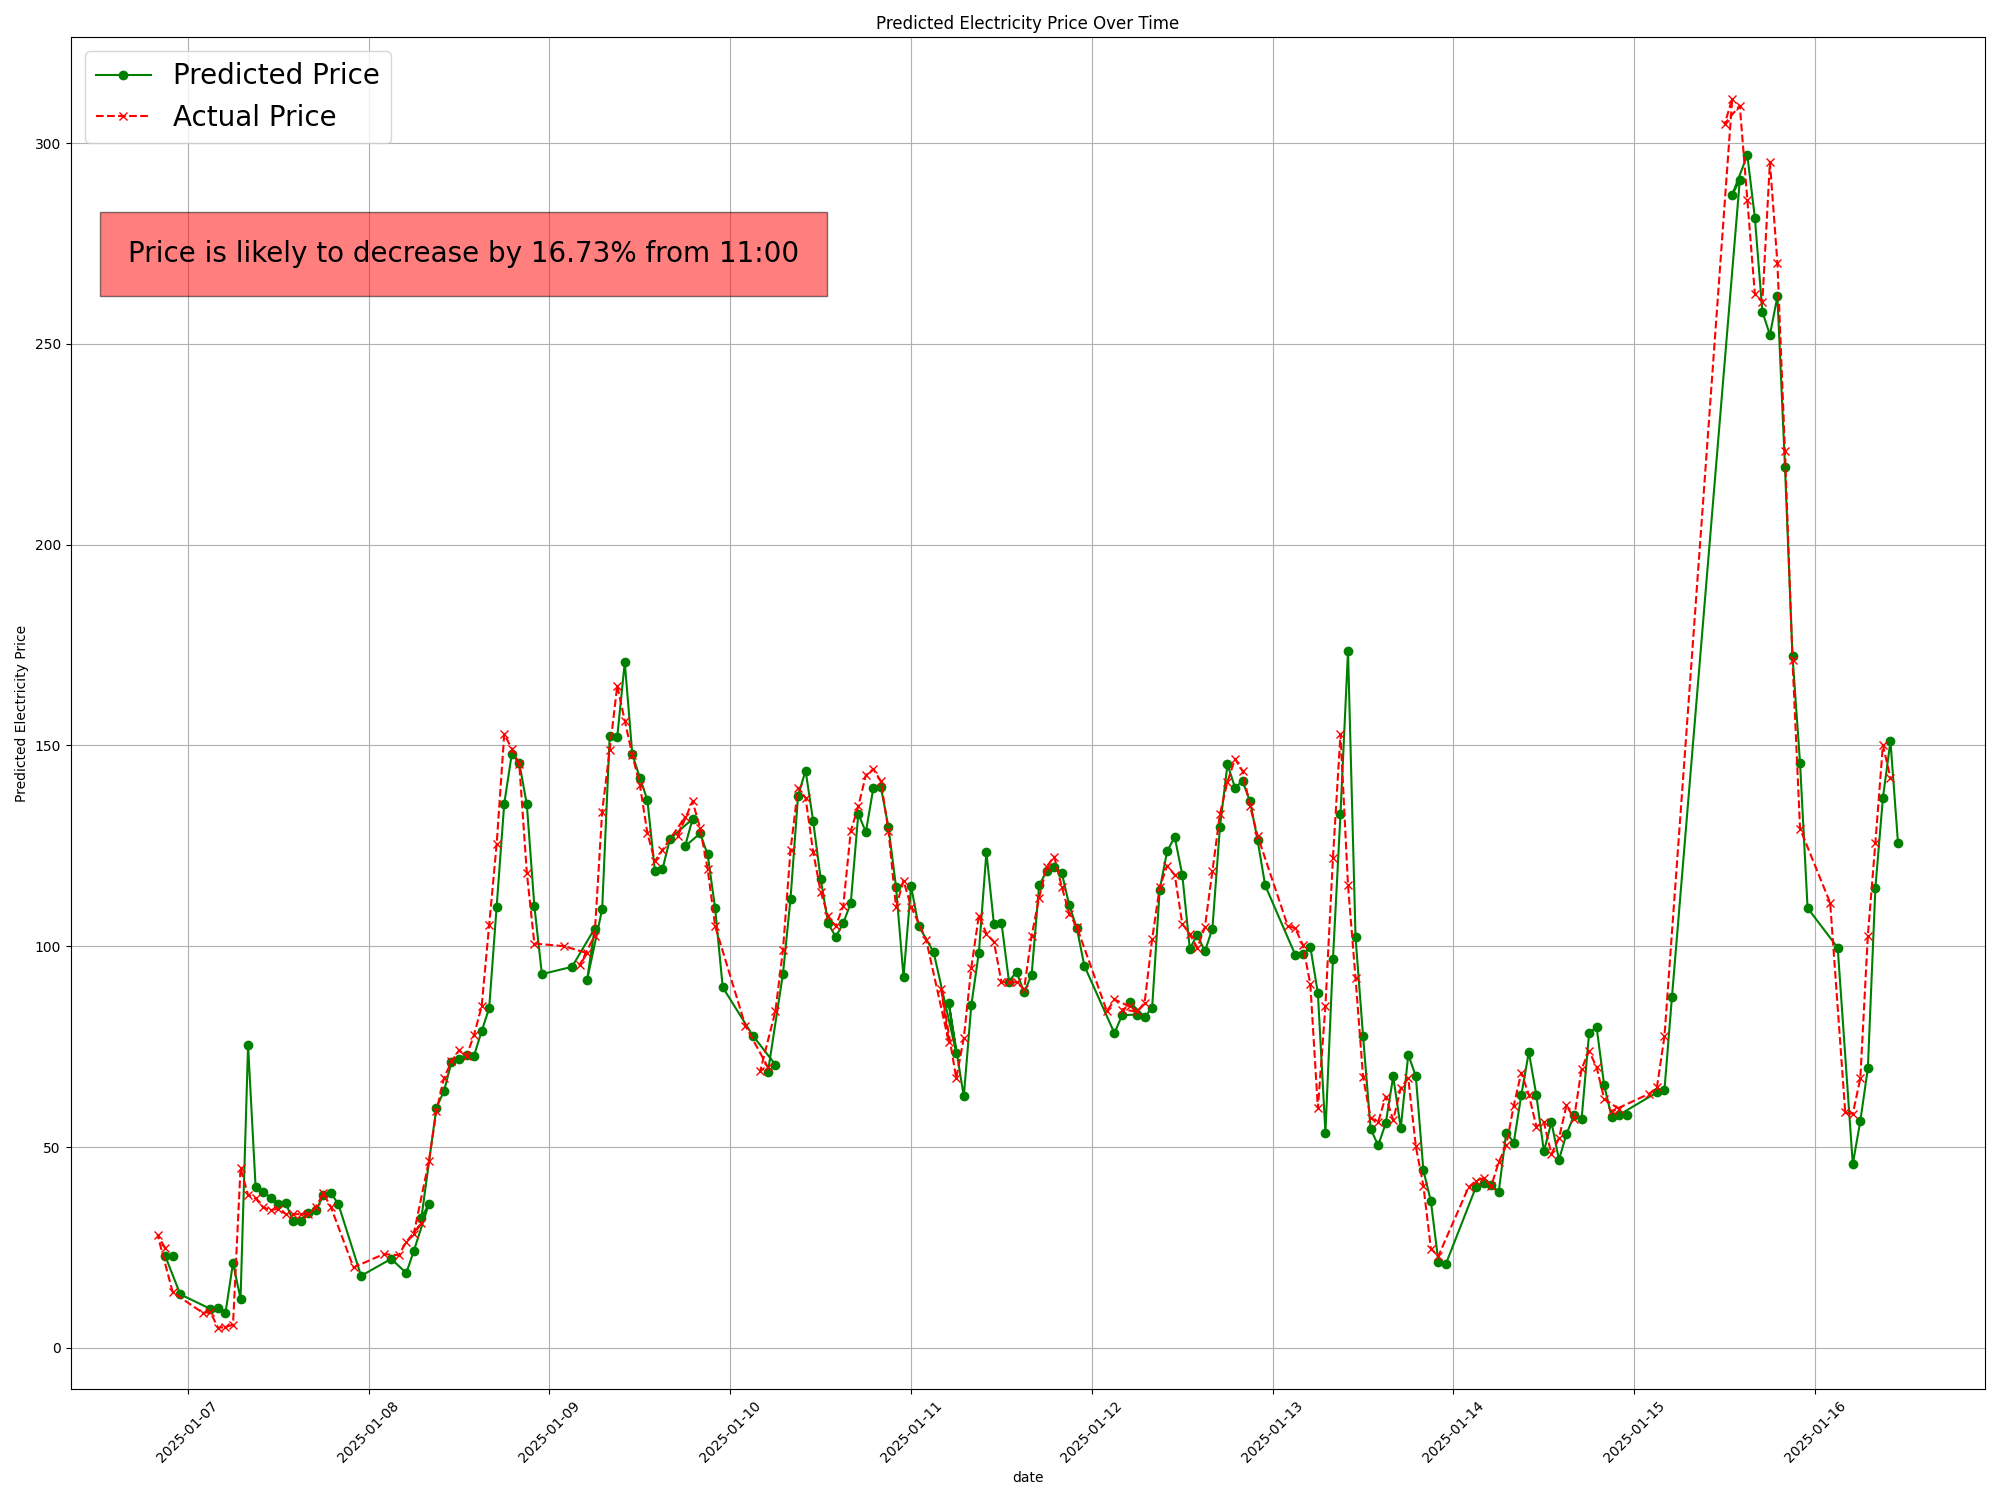 Predicted Electricity Price Over Time
Predicted Price
Actual Price
Price is likely to decrease by 16.73% from 11:00
Predicted Electricity Price
300
250
200
150
100
50
0
2025-01-07
2025-01-08
2025-01-09
2025-01-10
2025-01-11
2025-01-12
2025-01-13
2025-01-14
2025-01-15
2025-01-16
date